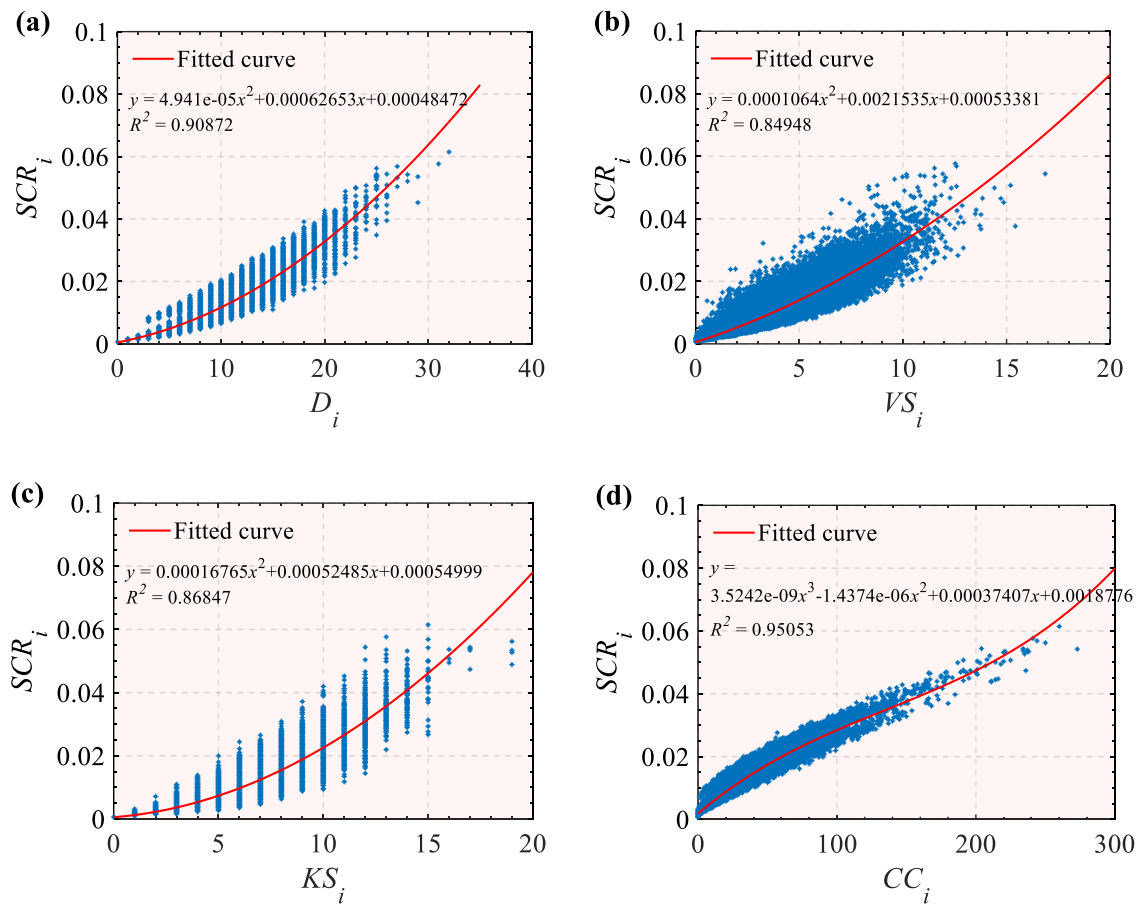 (a)
0.1
0.08
0.06
0.04
0.02
0
SCR_i
Fitted curve
y = 4.941e-05x^2+0.00062653x+0.00048472
R^2 = 0.90872
0 10 20 30 40
D_i
(b)
0.1
0.08
0.06
0.04
0.02
0
SCR_i
Fitted curve
y = 0.0001064x^2+0.0021535x+0.00053381
R^2 = 0.84948
0 5 10 15 20
VS_i
(c)
0.1
0.08
0.06
0.04
0.02
0
SCR_i
Fitted curve
y = 0.00016765x^2+0.00052485x+0.00054999
R^2 = 0.86847
0 5 10 15 20
KS_i
(d)
0.1
0.08
0.06
0.04
0.02
0
SCR_i
Fitted curve
y =
3.5242e-09x^3-1.4374e-06x^2+0.00037407x+0.0018776
R^2 = 0.95053
0 100 200 300
CC_i